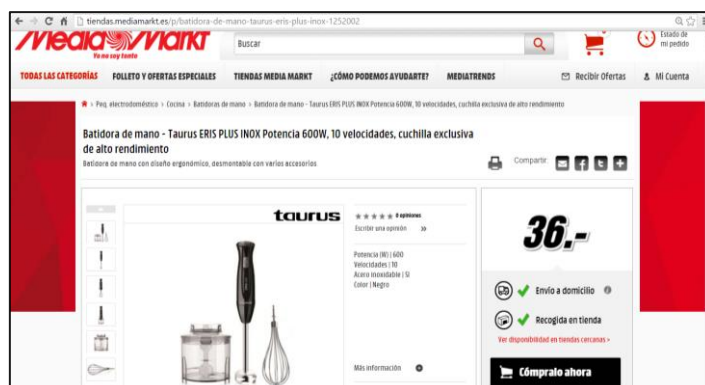 tiendas.mediamarkt.es/p/batidora-de-mano-taurus-eris-plus-inox-1252002
Media Markt
Yo no soy tonto
Buscar
Estado de
mi pedido
TODAS LAS CATEGORÍAS FOLLETO Y OFERTAS ESPECIALES TIENDAS MEDIA MARKT ¿CÓMO PODEMOS AYUDARTE? MEDIATRENDS Recibir Ofertas Mi Cuenta
> Peq. electrodoméstico > Cocina > Batidoras de mano > Batidora de mano - Taurus ERIS PLUS INOX Potencia 600W, 10 velocidades, cuchilla exclusiva de alto rendimiento
Batidora de mano - Taurus ERIS PLUS INOX Potencia 600W, 10 velocidades, cuchilla exclusiva
de alto rendimiento
Batidora de mano con diseño ergonómico, desmontable con varios accesorios
Compartir:
taurus
0 opiniones
Escribir una opinión »
Potencia (W) | 600
Velocidades | 10
Acero inoxidable | Sí
Color | Negro
Más información
36.-
Envío a domicilio
Recogida en tienda
Ver disponibilidad en tiendas cercanas >
Cómpralo ahora